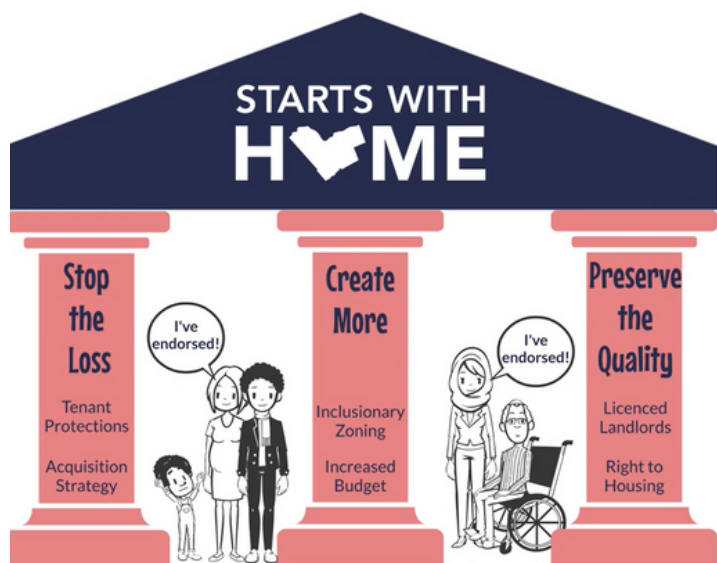 STARTS WITH
H ME
Stop
the
Loss
Tenant
Protections
Acquisition
Strategy
I've
endorsed!
Create
More
Inclusionary
Zoning
Increased
Budget
I've
endorsed!
Preserve
the
Quality
Licenced
Landlords
Right to
Housing